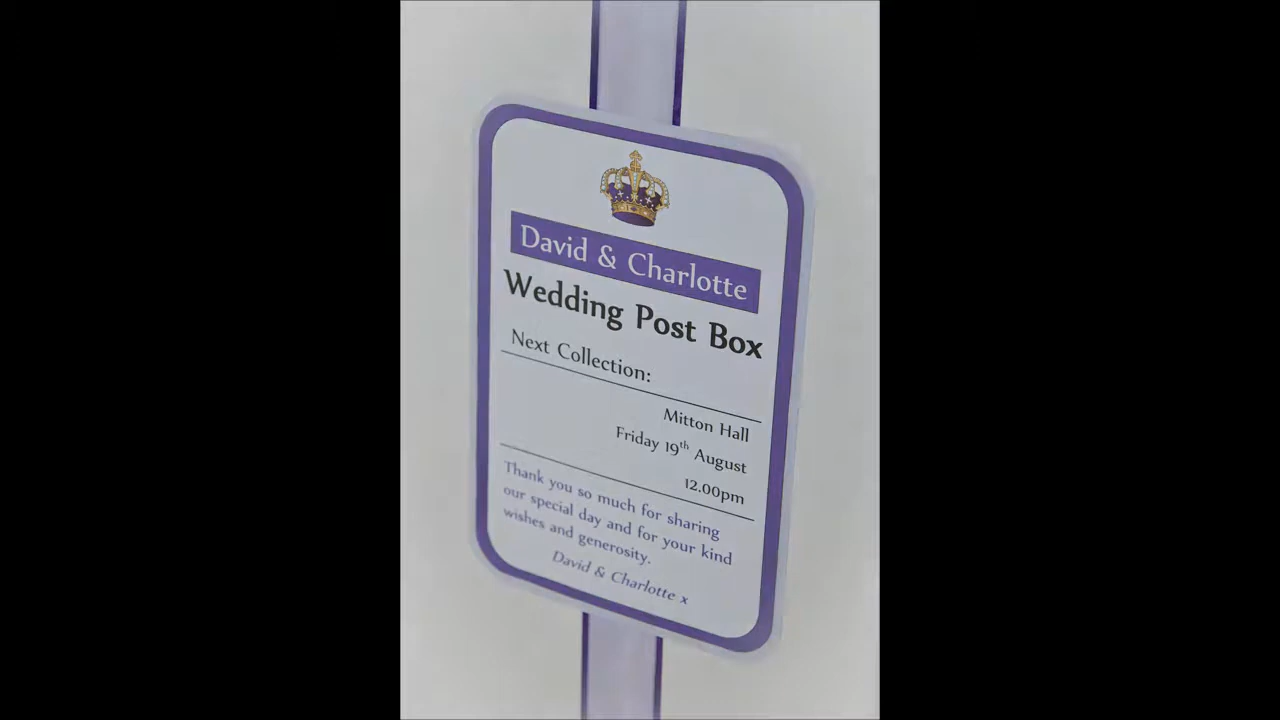 David & Charlotte
Wedding Post Box
Next Collection:
Mitton Hall
Friday 19th August
12.00pm
Thank you so much for sharing
our special day and for your kind
wishes and generosity.
David & Charlotte x